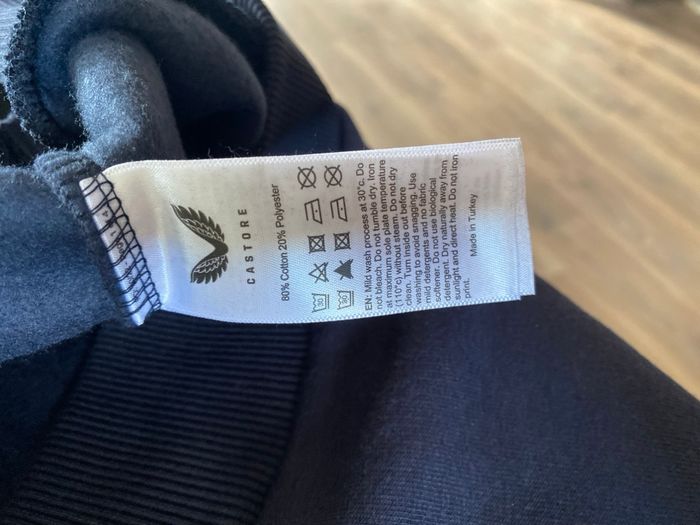 CASTORE
80% Cotton 20% Polyester
30
30
EN: Mild wash process at 30°c. Do
not bleach. Do not tumble dry. Iron
at maximum sole plate temperature
(110°c) without steam. Do not dry
clean. Turn inside out before
washing to avoid snagging. Use
mild detergents and no fabric
softener. Do not use biological
detergent. Dry naturally away from
sunlight and direct heat. Do not iron
print.
Made in Turkey